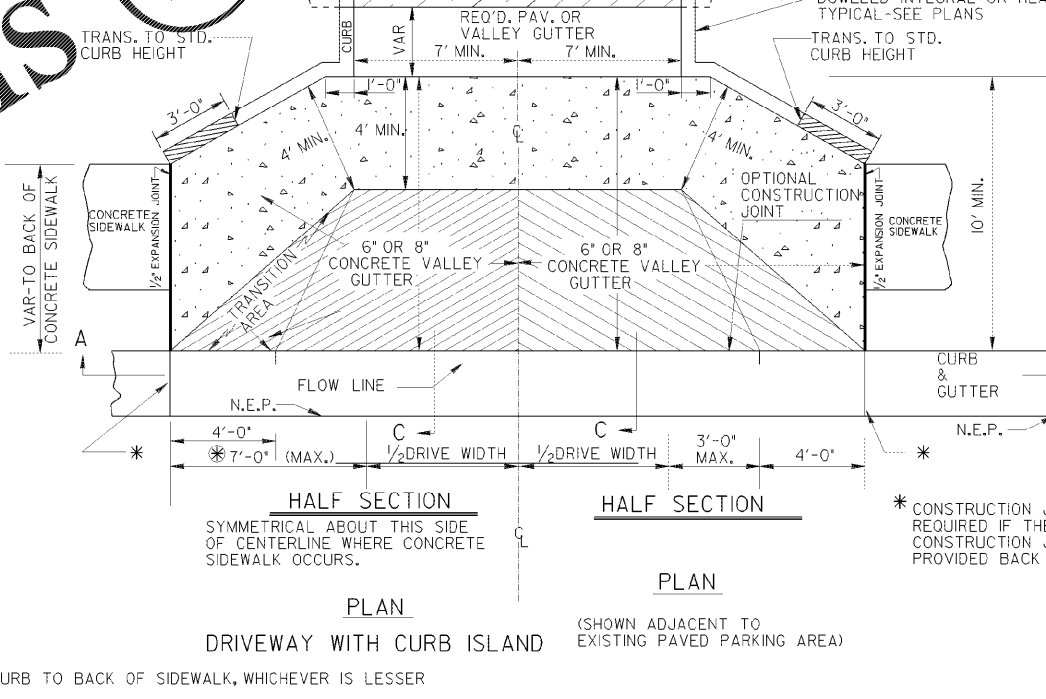 DOWELED INTEGRAL OR
TYPICAL-SEE PLANS
TRANS. TO STD.
CURB HEIGHT
CURB
VAR
REQ'D. PAV. OR
VALLEY GUTTER
7' MIN.
7' MIN.
TRANS. TO STD.
CURB HEIGHT
3'-0"
1'-0"
1'-0"
3'-0"
4' MIN.
4' MIN.
℄
4' MIN.
10' MIN.
VAR-TO BACK OF
CONCRETE SIDEWALK
CONCRETE
SIDEWALK
1/2" EXPANSION JOINT
OPTIONAL
CONSTRUCTION
JOINT
1/2" EXPANSION JOINT
CONCRETE
SIDEWALK
6" OR 8"
CONCRETE VALLEY
GUTTER
6" OR 8"
CONCRETE VALLEY
GUTTER
TRANSITION
AREA
A
FLOW LINE
CURB
&
GUTTER
N.E.P.
N.E.P.
*
4'-0"
C
C
3'-0"
MAX.
4'-0"
*
⊛ 7'-0" (MAX.)
1/2 DRIVE WIDTH
1/2 DRIVE WIDTH
HALF SECTION
HALF SECTION
SYMMETRICAL ABOUT THIS SIDE
OF CENTERLINE WHERE CONCRETE
SIDEWALK OCCURS.
℄
* CONSTRUCTION
REQUIRED IF THE
CONSTRUCTION
PROVIDED BACK
PLAN
PLAN
DRIVEWAY WITH CURB ISLAND
(SHOWN ADJACENT TO
EXISTING PAVED PARKING AREA)
URB TO BACK OF SIDEWALK, WHICHEVER IS LESSER